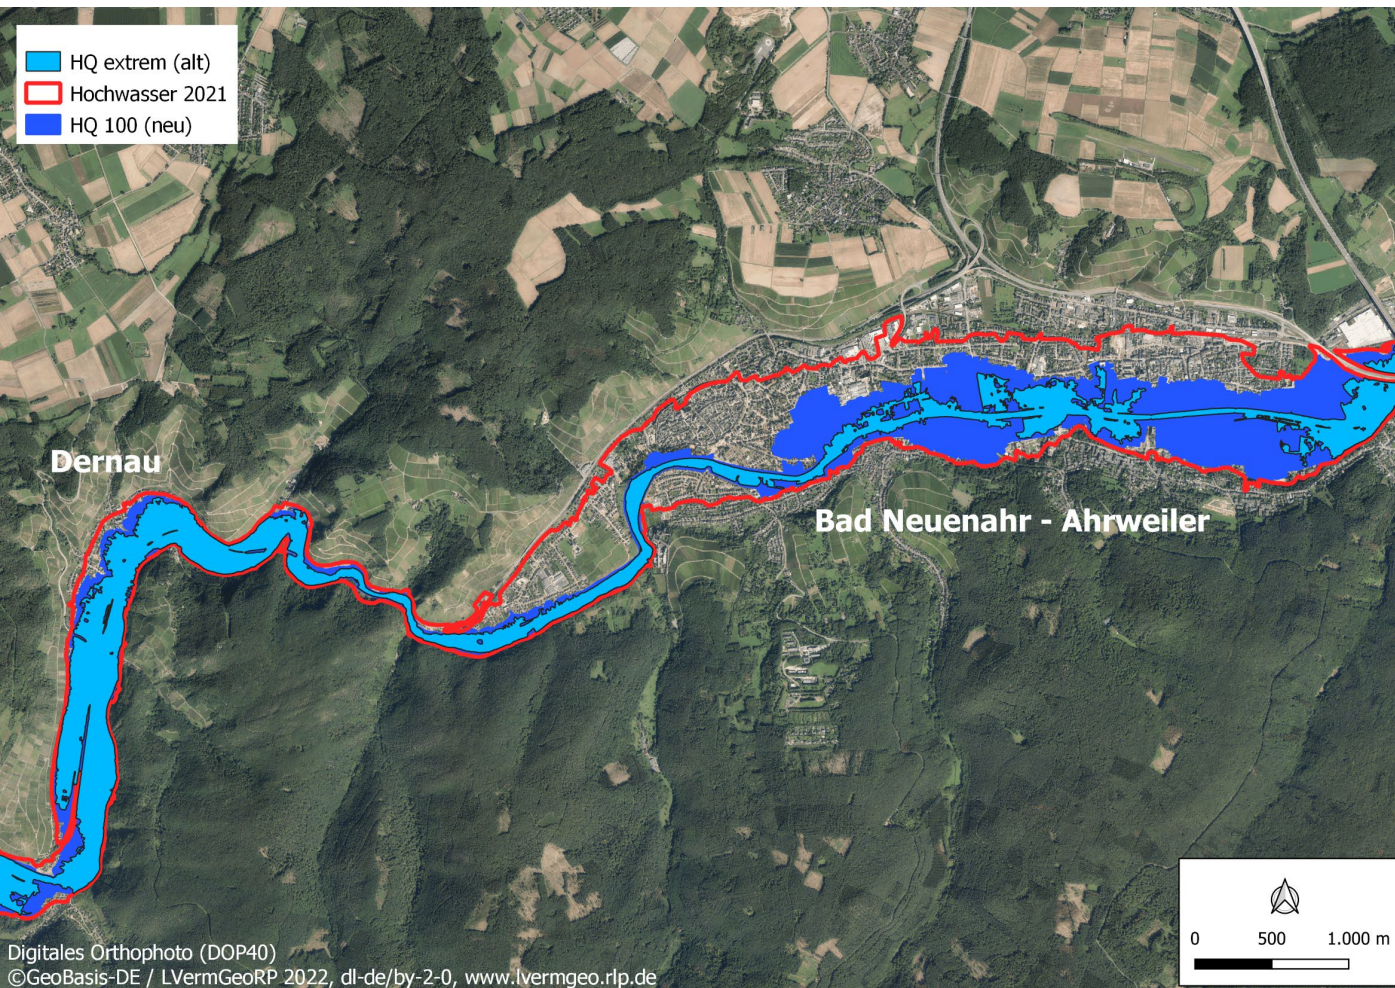 HQ extrem (alt)
Hochwasser 2021
HQ 100 (neu)
Dernau
Bad Neuenahr - Ahrweiler
0 500 1.000 m
Digitales Orthophoto (DOP40)
©GeoBasis-DE / LVermGeoRP 2022, dl-de/by-2-0, www.lvermgeo.rlp.de